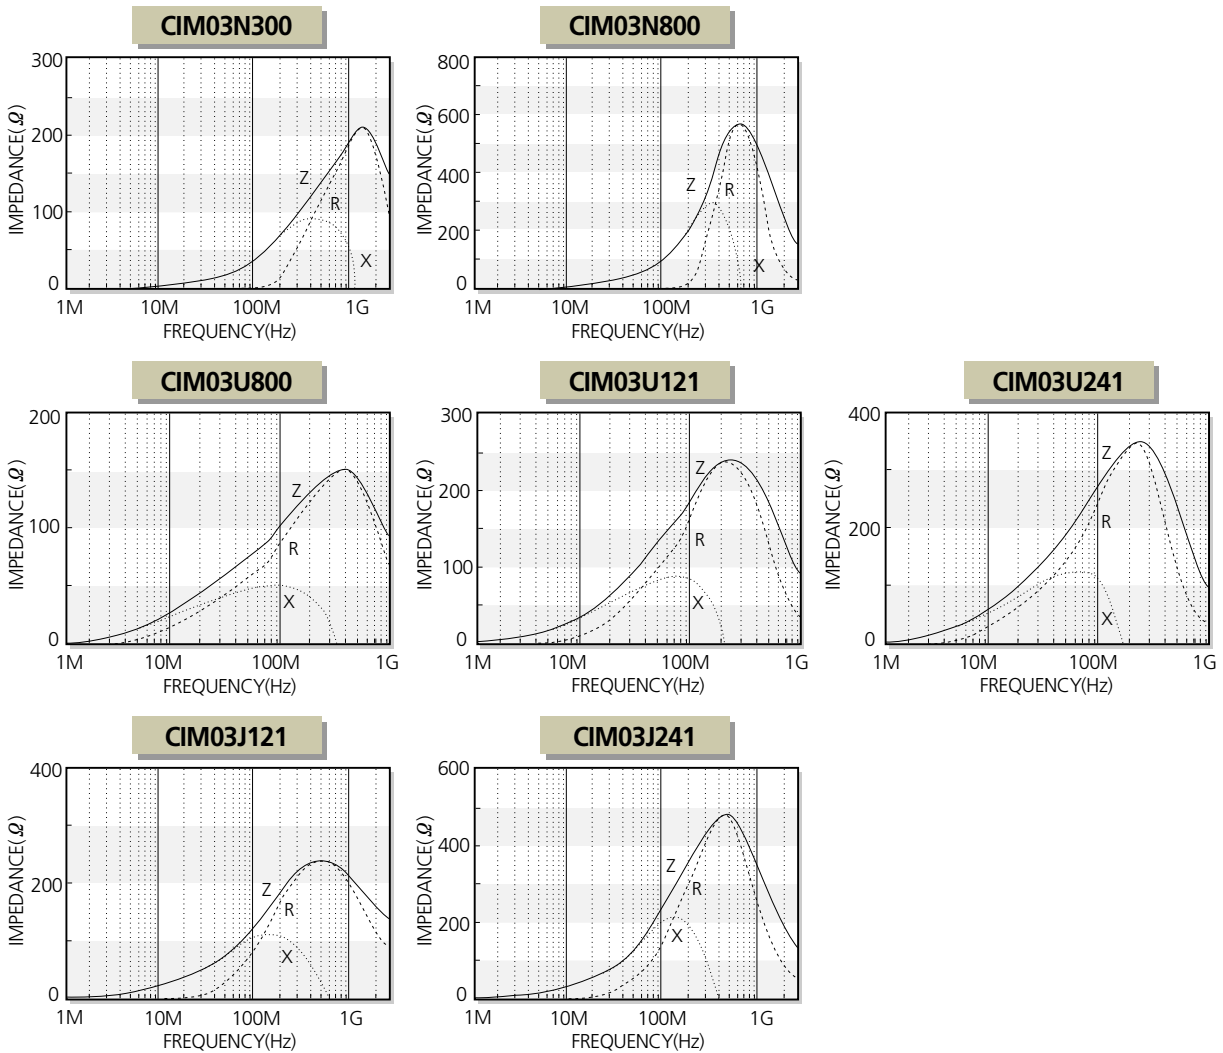 CIM03N300
300
200
100
0
IMPEDANCE(Ω)
Z
R
X
1M 10M 100M 1G
FREQUENCY(Hz)
CIM03N800
800
600
400
200
0
IMPEDANCE(Ω)
Z
R
X
1M 10M 100M 1G
FREQUENCY(Hz)
CIM03U800
200
100
0
IMPEDANCE(Ω)
Z
R
X
1M 10M 100M 1G
FREQUENCY(Hz)
CIM03U121
300
200
100
0
IMPEDANCE(Ω)
Z
R
X
1M 10M 100M 1G
FREQUENCY(Hz)
CIM03U241
400
200
0
IMPEDANCE(Ω)
Z
R
X
1M 10M 100M 1G
FREQUENCY(Hz)
CIM03J121
400
200
0
IMPEDANCE(Ω)
Z
R
X
1M 10M 100M 1G
FREQUENCY(Hz)
CIM03J241
600
400
200
0
IMPEDANCE(Ω)
Z
R
X
1M 10M 100M 1G
FREQUENCY(Hz)